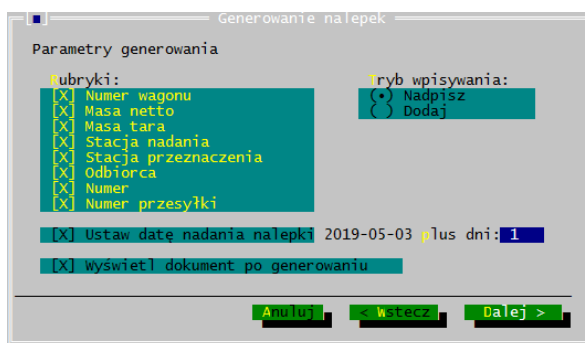 [■] Generowanie nalepek
Parametry generowania
Rubryki:
[X] Numer wagonu
[X] Masa netto
[X] Masa tara
[X] Stacja nadania
[X] Stacja przeznaczenia
[X] Odbiorca
[X] Numer
[X] Numer przesyłki
Tryb wpisywania:
(•) Nadpisz
( ) Dodaj
[X] Ustaw datę nadania nalepki 2019-05-03 plus dni: 1
[X] Wyświetl dokument po generowaniu
Anuluj < Wstecz Dalej >